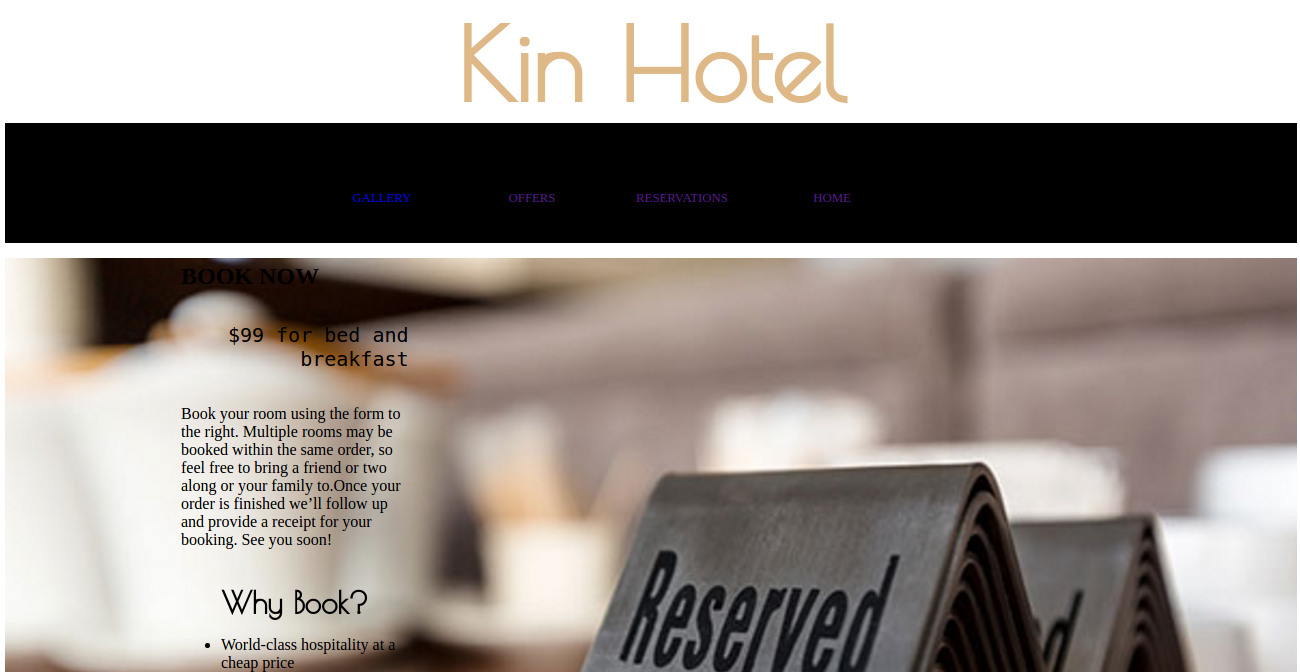 Kin Hotel
GALLERY OFFERS RESERVATIONS HOME
BOOK NOW
$99 for bed and
breakfast
Book your room using the form to
the right. Multiple rooms may be
booked within the same order, so
feel free to bring a friend or two
along or your family to.Once your
order is finished we’ll follow up
and provide a receipt for your
booking. See you soon!
Why Book?
• World-class hospitality at a
cheap price
Reserved